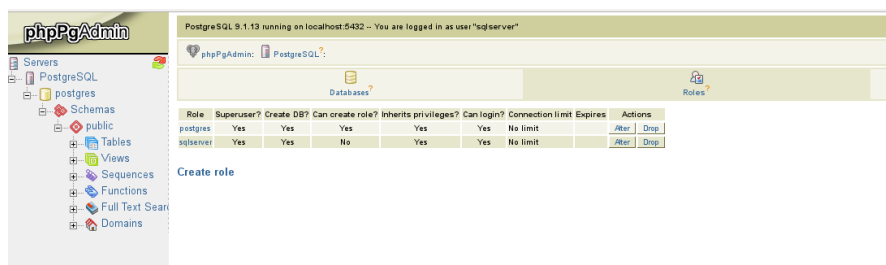 phpPgAdmin
Servers
PostgreSQL
postgres
Schemas
public
Tables
Views
Sequences
Functions
Full Text Sear
Domains
PostgreSQL 9.1.13 running on localhost:5432 -- You are logged in as user "sqlserver"
phpPgAdmin: PostgreSQL?:
Databases?
Roles?
Role Superuser? Create DB? Can create role? Inherits privileges? Can login? Connection limit Expires Actions
postgres Yes Yes Yes Yes Yes No limit Alter Drop
sqlserver Yes Yes No Yes Yes No limit Alter Drop
Create role